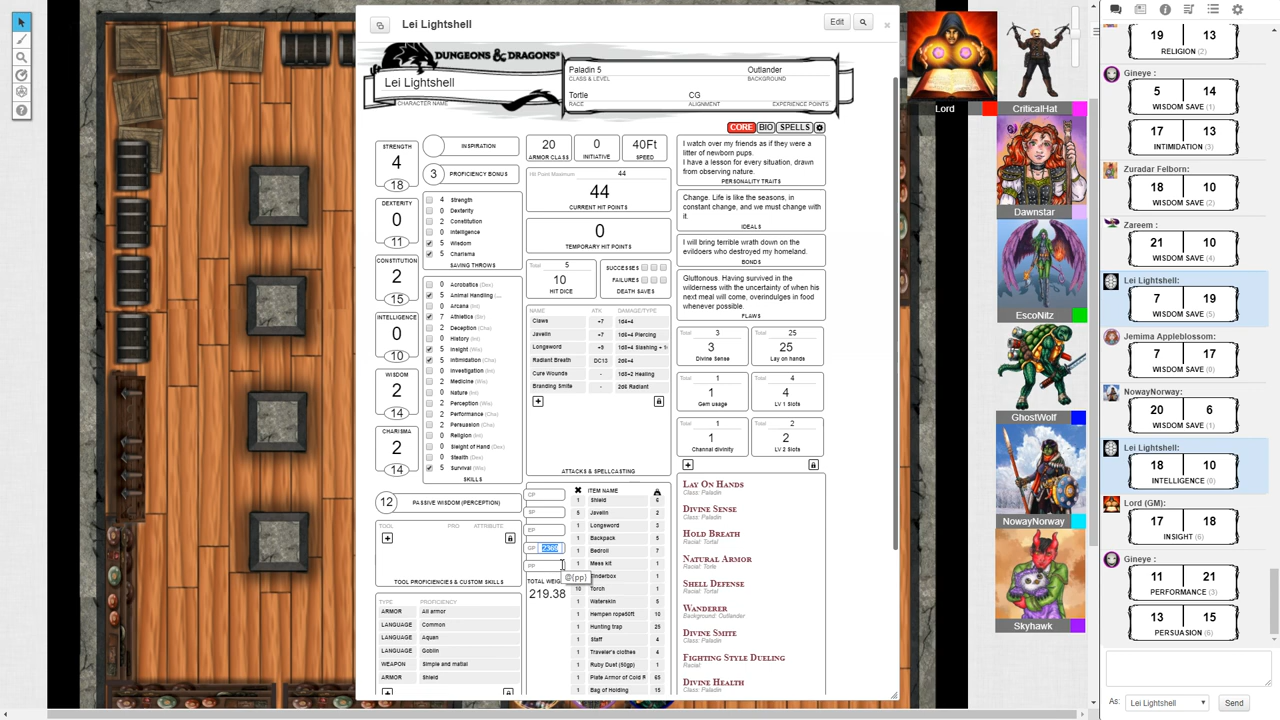 Lei Lightshell
Edit
DUNGEONS & DRAGONS®
Lei Lightshell
CHARACTER NAME
Paladin 5
Outlander
CLASS & LEVEL
BACKGROUND
Tortle
CG
RACE
ALIGNMENT
EXPERIENCE POINTS
CORE
BIO
SPELLS
STRENGTH
4
18
DEXTERITY
0
11
CONSTITUTION
2
15
INTELLIGENCE
0
10
WISDOM
2
14
CHARISMA
2
14
INSPIRATION
3
PROFICIENCY BONUS
4 Strength
0 Dexterity
2 Constitution
0 Intelligence
5 Wisdom
5 Charisma
SAVING THROWS
0 Acrobatics (Dex)
5 Animal Handling (...
0 Arcana (Int)
7 Athletics (Str)
2 Deception (Cha)
0 History (Int)
5 Insight (Wis)
5 Intimidation (Cha)
0 Investigation (Int)
2 Medicine (Wis)
0 Nature (Int)
2 Perception (Wis)
2 Performance (Cha)
2 Persuasion (Cha)
0 Religion (Int)
0 Sleight of Hand (Dex)
0 Stealth (Dex)
5 Survival (Wis)
SKILLS
12
PASSIVE WISDOM (PERCEPTION)
TOOL PRO ATTRIBUTE
TOOL PROFICIENCIES & CUSTOM SKILLS
TYPE PROFICIENCY
ARMOR All armor
LANGUAGE Common
LANGUAGE Aquan
LANGUAGE Goblin
WEAPON Simple and matial
ARMOR Shield
20
ARMOR CLASS
0
INITIATIVE
40Ft
SPEED
Hit Point Maximum 44
44
CURRENT HIT POINTS
0
TEMPORARY HIT POINTS
Total 5
10
HIT DICE
SUCCESSES
FAILURES
DEATH SAVES
NAME ATK DAMAGE/TYPE
Claws +7 1d4+4
Javelin +7 1d6+4 Piercing
Longsword +9
Radiant Breath DC13 2d6+4
Cure Wounds - 1d8+2 Healing
Branding Smite - 2d6 Radiant
ATTACKS & SPELLCASTING
CP
SP
EP
GP
PP
@{pp}
TOTAL WEIG
219.38
ITEM NAME
1 Shield 6
5 Javelin 2
1 Longsword 3
1 Backpack 5
1 Bedroll 7
1 Mess kit 1
Tinderbox 1
10 Torch 1
1 Waterskin 5
1 Hempen rope50ft 10
1 Hunting trap 25
1 Staff 4
1 Traveler's clothes 4
1 Ruby Dust (50gp) 1
1 Plate Armor of Cold R 65
1 Bag of Holding 15
I watch over my friends as if they were a
litter of newborn pups.
I have a lesson for every situation, drawn
from observing nature.
PERSONALITY TRAITS
Change. Life is like the seasons, in
constant change, and we must change with
it.
IDEALS
I will bring terrible wrath down on the
evildoers who destroyed my homeland.
BONDS
Gluttonous. Having survived in the
wilderness with the uncertainty of when his
next meal will come, overindulges in food
whenever possible.
FLAWS
Total 3
3
Divine Sense
Total 25
25
Lay on hands
Total 1
1
Gem usage
Total 4
4
LV 1 Slots
Total 1
1
Channal divinity
Total 2
2
LV 2 Slots
LAY ON HANDS
Class: Paladin
DIVINE SENSE
Class: Paladin
HOLD BREATH
Racial: Tortal
NATURAL ARMOR
Racial: Torle
SHELL DEFENSE
Racial: Tortal
WANDERER
Background: Outlander
DIVINE SMITE
Class: Paladin
FIGHTING STYLE DUELING
Racial:
DIVINE HEALTH
Class: Paladin
Lord
CriticalHat
Dawnstar
EscoNitz
GhostWolf
NowayNorway
Skyhawk
19 13
RELIGION (2)
Gineye :
5 14
WISDOM SAVE (1)
17 13
INTIMIDATION (3)
Zuradar Felborn:
18 10
WISDOM SAVE (2)
Zareem :
21 10
WISDOM SAVE (4)
Lei Lightshell:
7 19
WISDOM SAVE (5)
Jemima Appleblossom:
7 17
WISDOM SAVE (0)
NowayNorway:
20 6
WISDOM SAVE (1)
Lei Lightshell:
18 10
INTELLIGENCE (0)
Lord (GM):
17 18
INSIGHT (6)
Gineye :
11 21
PERFORMANCE (3)
13 15
PERSUASION (6)
As:
Lei Lightshell
Send